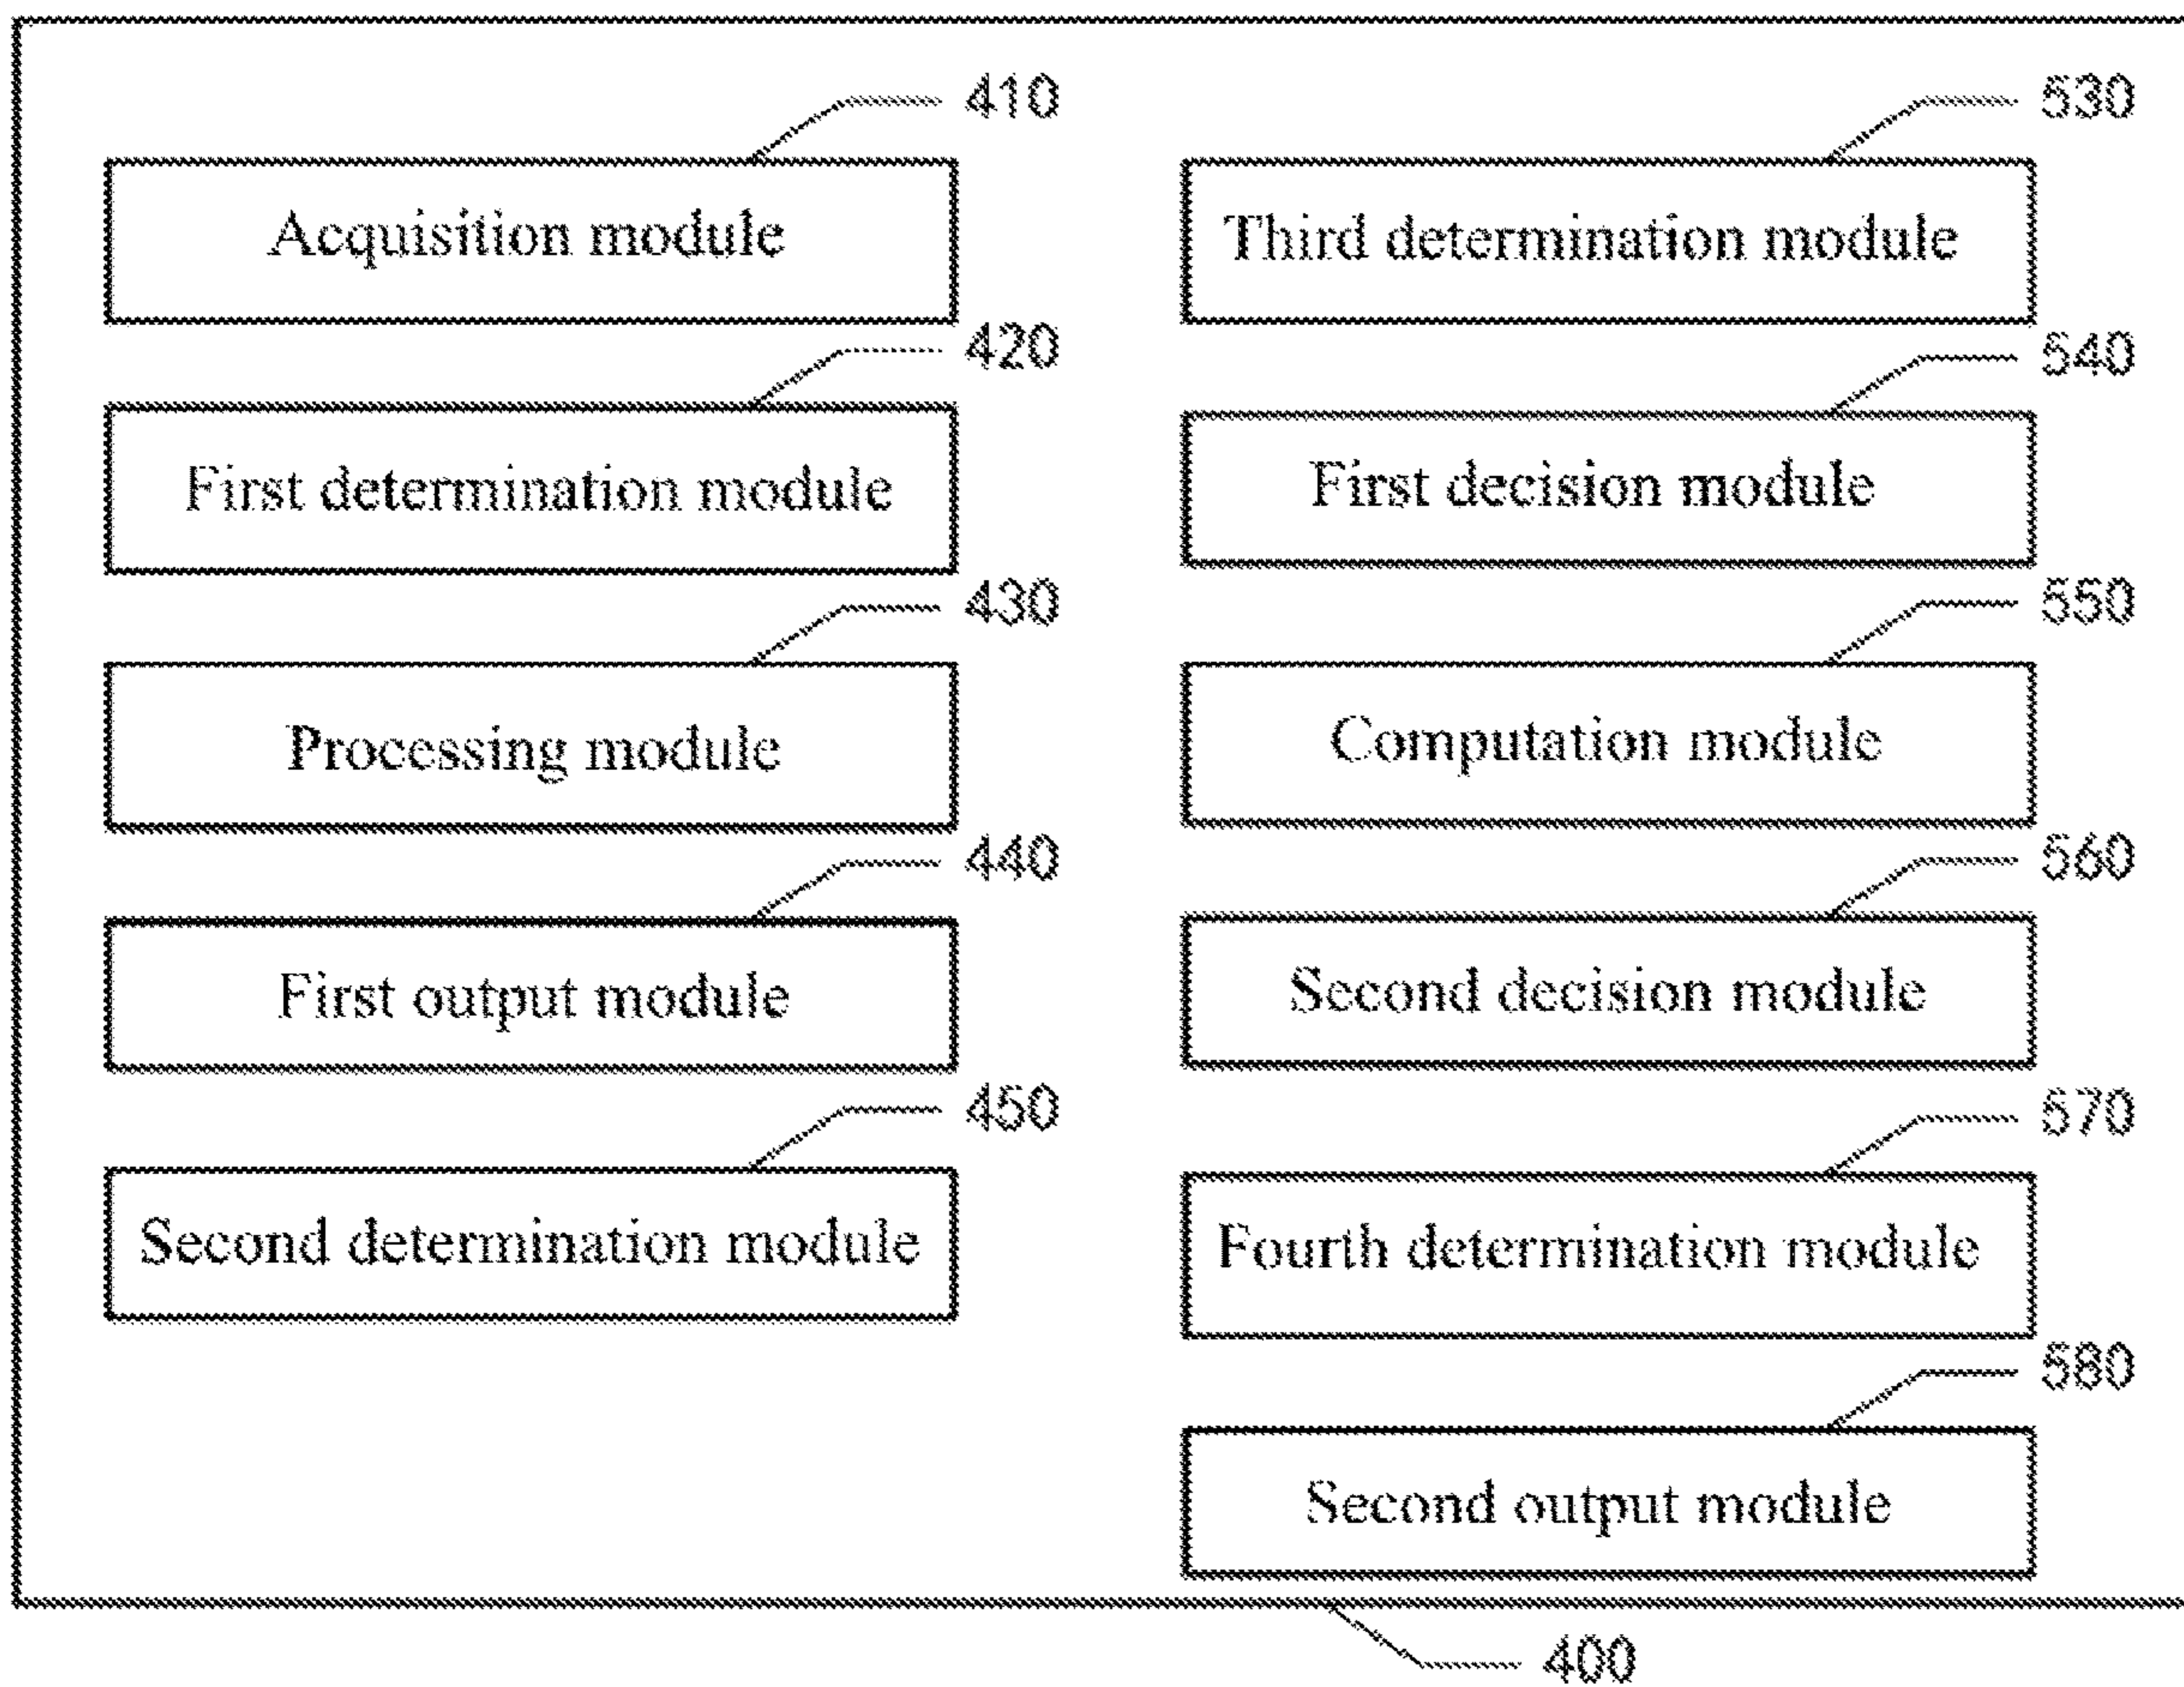 410
Acquisition module
420
First determination module
430
Processing module
440
First output module
450
Second determination module
530
Third determination module
540
First decision module
550
Computation module
560
Second decision module
570
Fourth determination module
580
Second output module
400